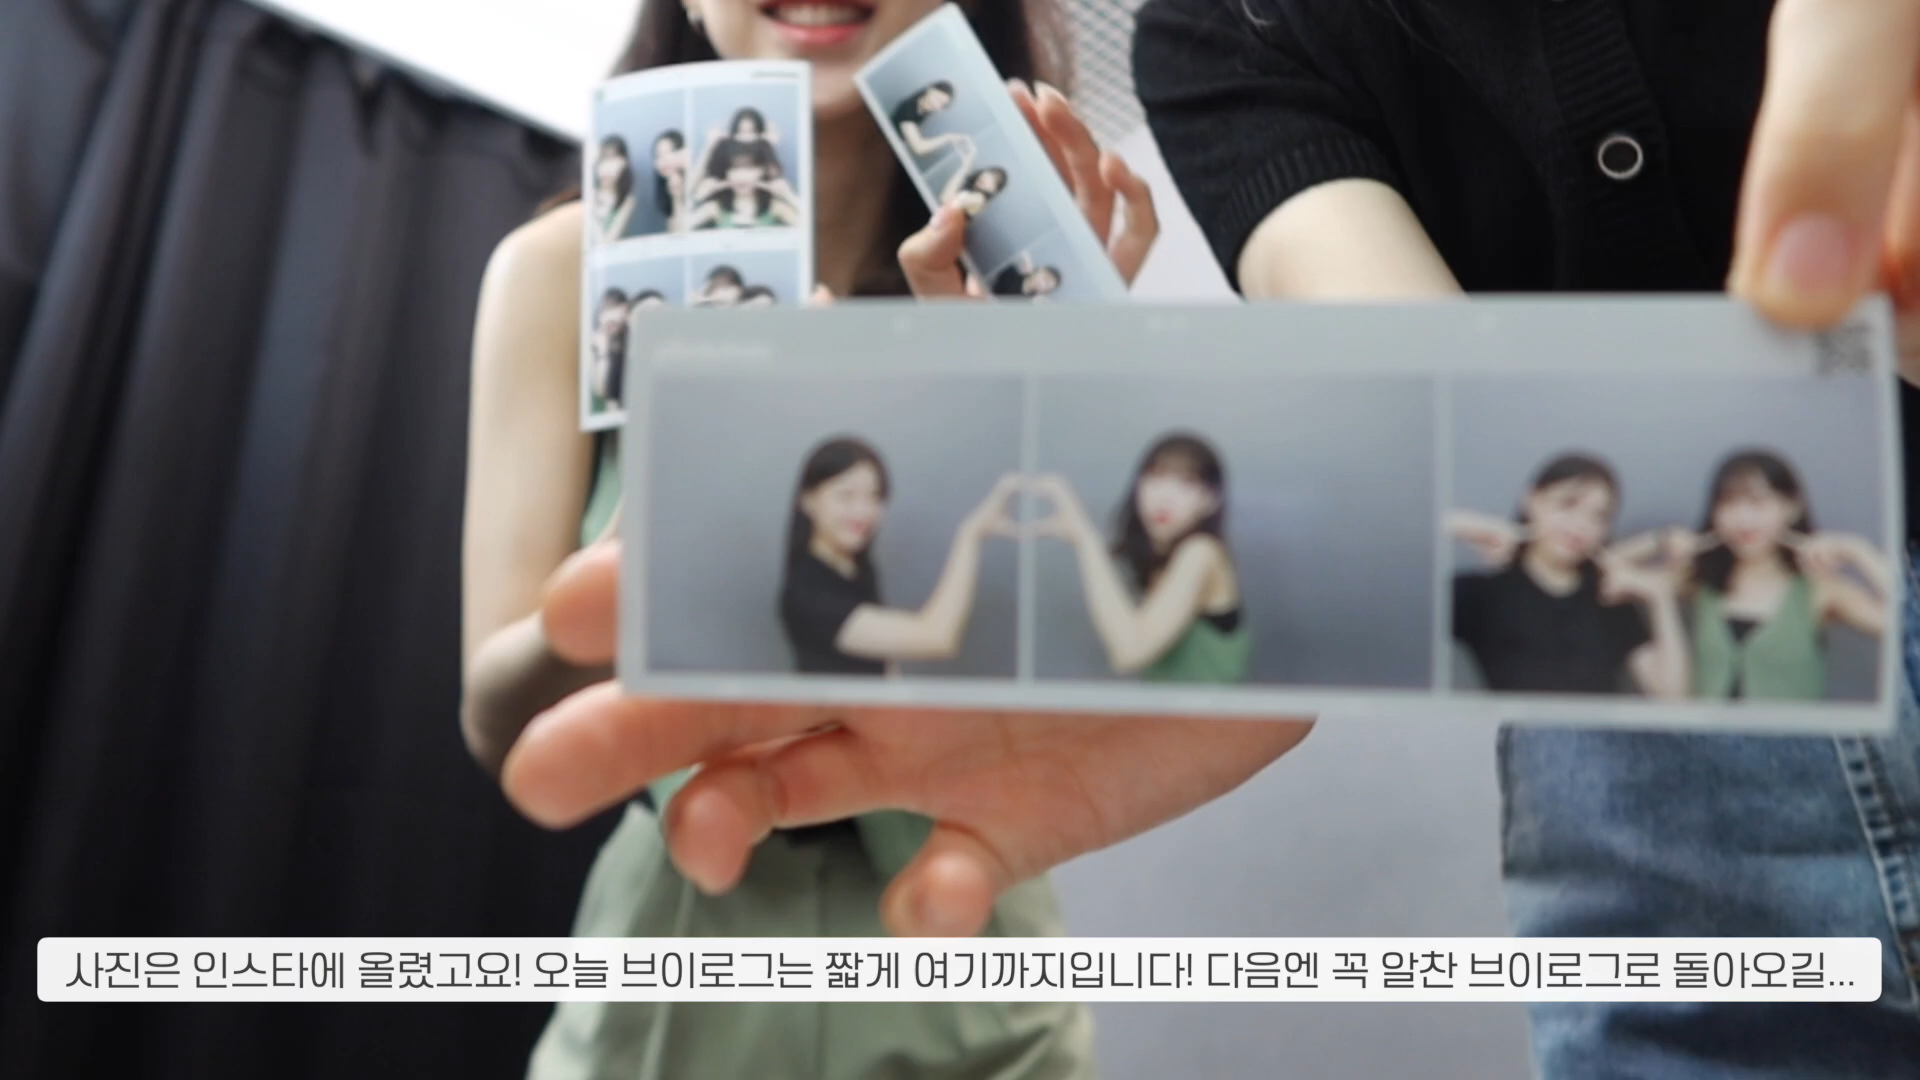 사진은 인스타에 올렸고요! 오늘 브이로그는 짧게 여기까지입니다! 다음엔 꼭 알찬 브이로그로 돌아오길...